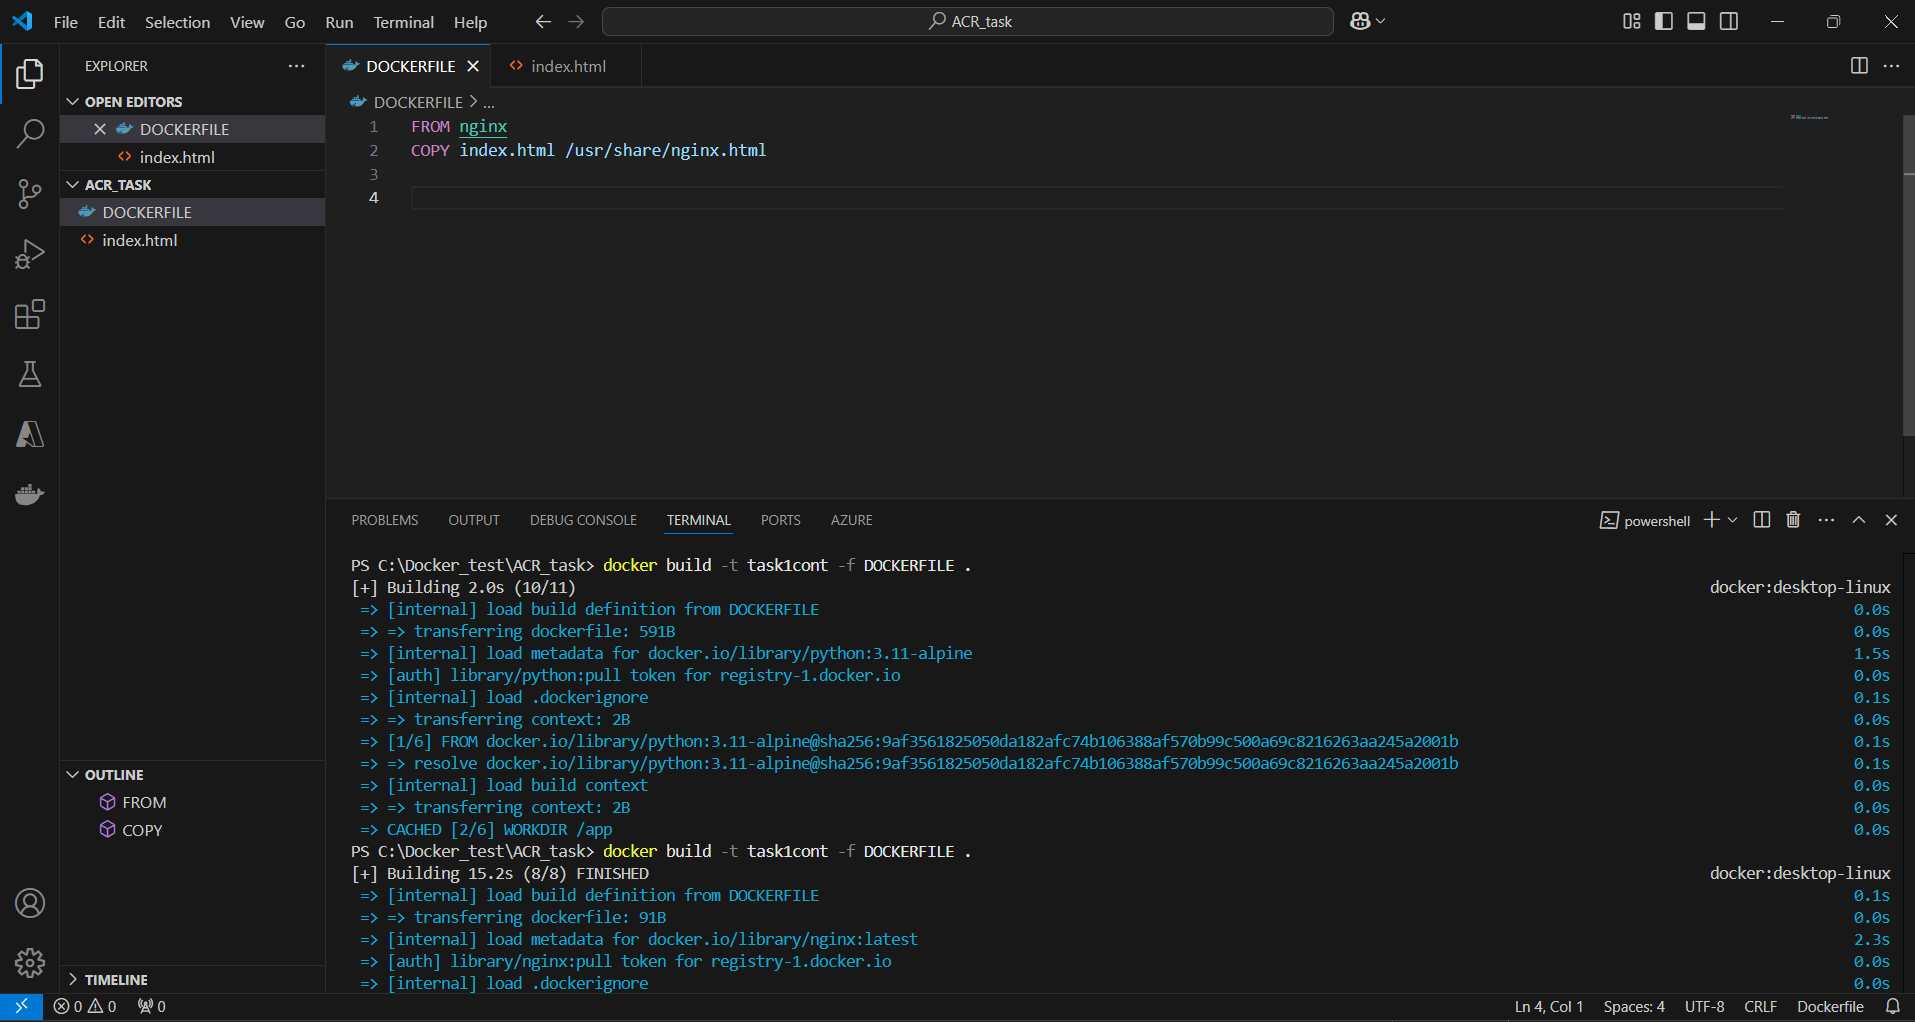 File Edit Selection View Go Run Terminal Help
ACR_task
EXPLORER
OPEN EDITORS
DOCKERFILE
index.html
ACR_TASK
DOCKERFILE
index.html
OUTLINE
FROM
COPY
TIMELINE
DOCKERFILE index.html
DOCKERFILE > ...
1 FROM nginx
2 COPY index.html /usr/share/nginx.html
3
4
PROBLEMS OUTPUT DEBUG CONSOLE TERMINAL PORTS AZURE
powershell
PS C:\Docker_test\ACR_task> docker build -t task1cont -f DOCKERFILE .
[+] Building 2.0s (10/11) docker:desktop-linux
=> [internal] load build definition from DOCKERFILE 0.0s
=> => transferring dockerfile: 591B 0.0s
=> [internal] load metadata for docker.io/library/python:3.11-alpine 1.5s
=> [auth] library/python:pull token for registry-1.docker.io 0.0s
=> [internal] load .dockerignore 0.1s
=> => transferring context: 2B 0.0s
=> [1/6] FROM docker.io/library/python:3.11-alpine@sha256:9af3561825050da182afc74b106388af570b99c500a69c8216263aa245a2001b 0.1s
=> => resolve docker.io/library/python:3.11-alpine@sha256:9af3561825050da182afc74b106388af570b99c500a69c8216263aa245a2001b 0.1s
=> [internal] load build context 0.0s
=> => transferring context: 2B 0.0s
=> CACHED [2/6] WORKDIR /app 0.0s
PS C:\Docker_test\ACR_task> docker build -t task1cont -f DOCKERFILE .
[+] Building 15.2s (8/8) FINISHED docker:desktop-linux
=> [internal] load build definition from DOCKERFILE 0.1s
=> => transferring dockerfile: 91B 0.0s
=> [internal] load metadata for docker.io/library/nginx:latest 2.3s
=> [auth] library/nginx:pull token for registry-1.docker.io 0.0s
=> [internal] load .dockerignore 0.0s
0 0 0 Ln 4, Col 1 Spaces: 4 UTF-8 CRLF Dockerfile